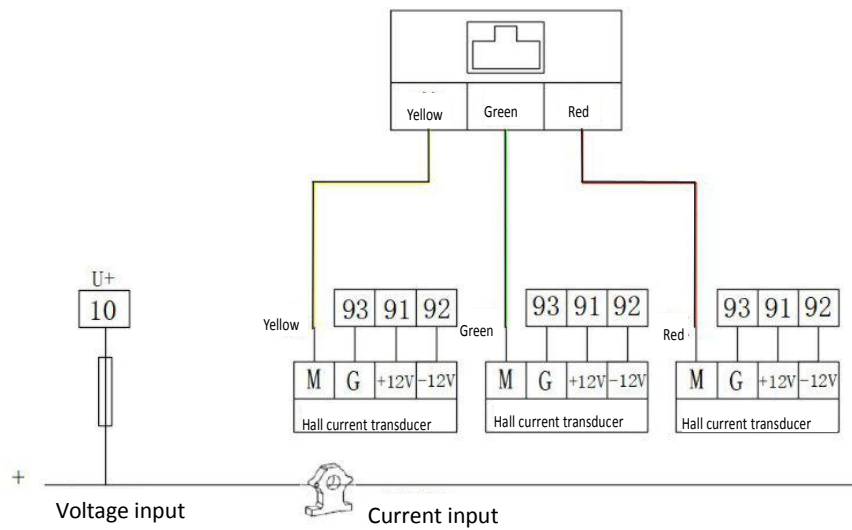 Yellow Green Red
U+
10
93 91 92
93 91 92
93 91 92
Yellow
Green
Red
M G +12V -12V
Hall current transducer
M G +12V -12V
Hall current transducer
M G +12V -12V
Hall current transducer
+
Voltage input
Current input